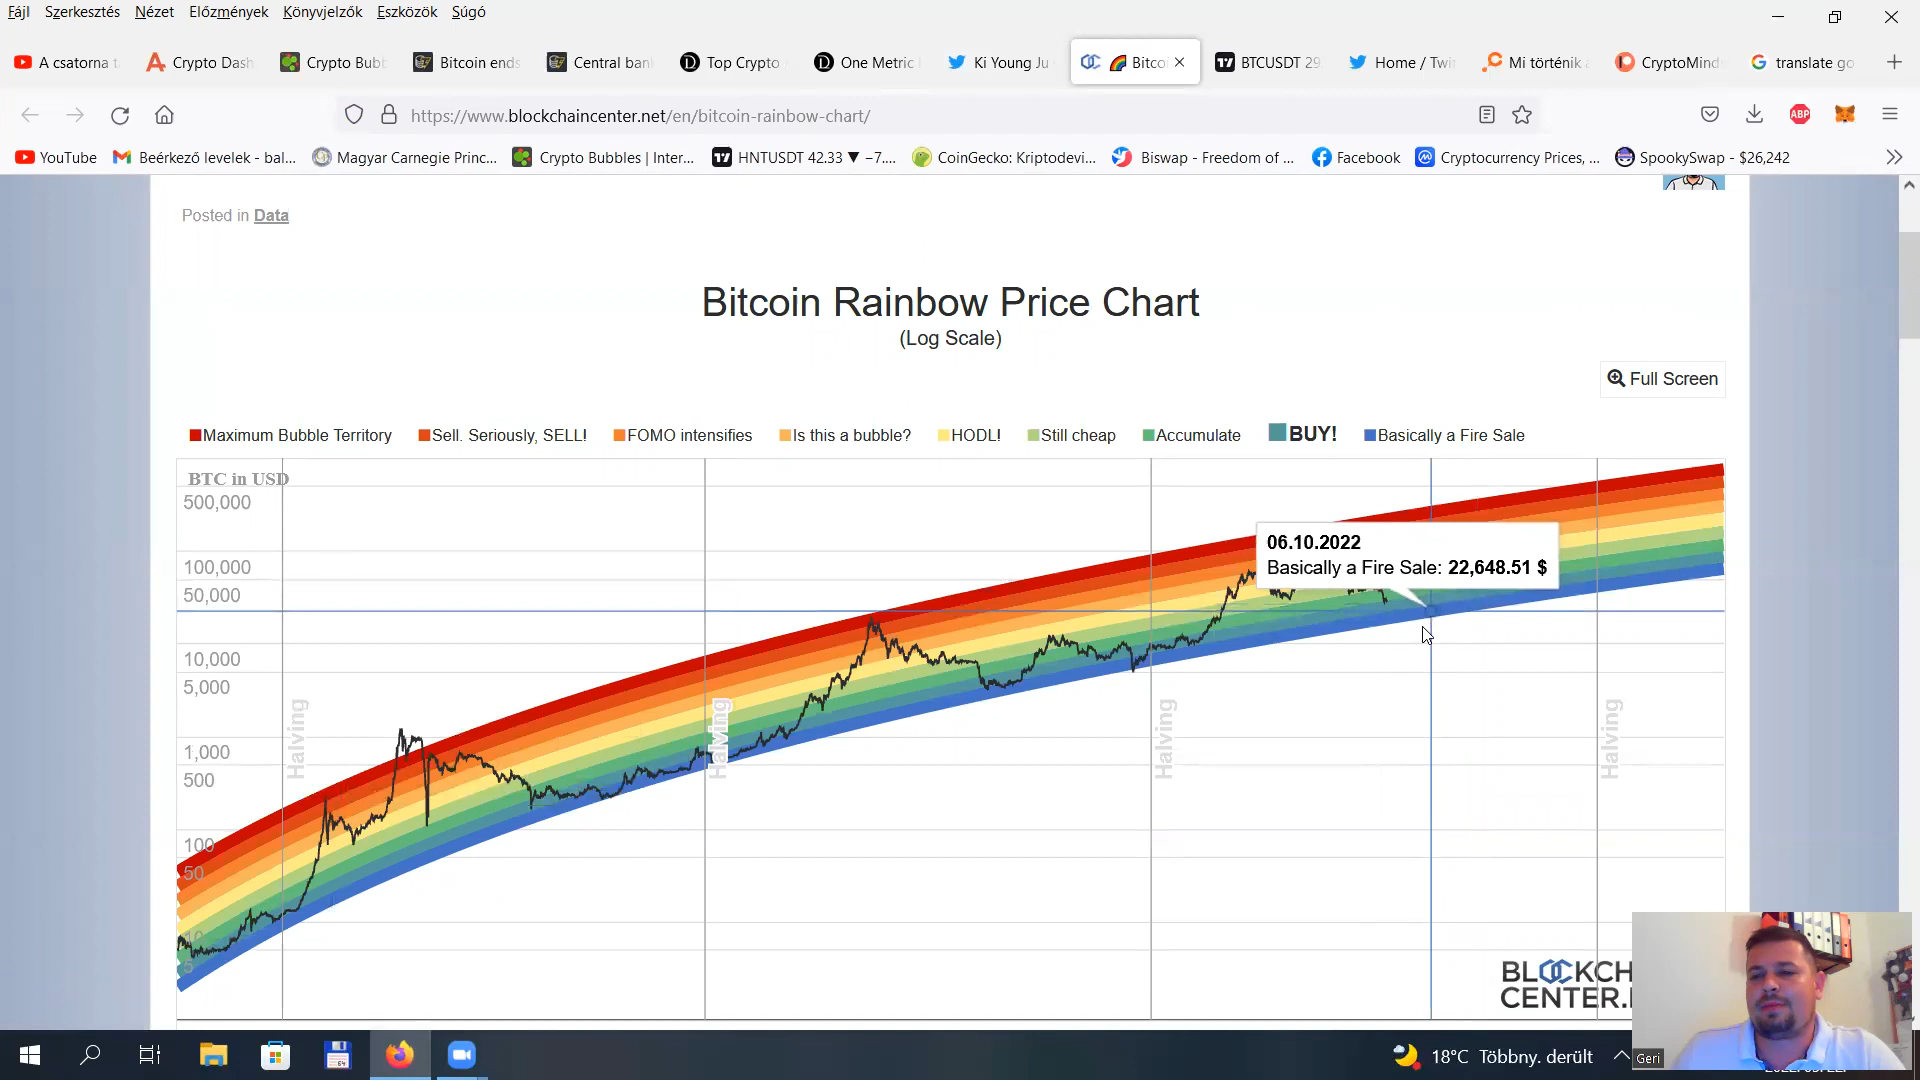 Fájl Szerkesztés Nézet Előzmények Könyvjelzők Eszközök Súgó
A csatorna t Crypto Dash Crypto Bub Bitcoin ends Central ban Top Crypto One Metric Ki Young Ju Bitcoi BTCUSDT 29 Home / Twi Mi történik a CryptoMind translate go
https://www.blockchaincenter.net/en/bitcoin-rainbow-chart/
ABP
YouTube Beérkező levelek - bal... Magyar Carnegie Princ... Crypto Bubbles | Inter... HNTUSDT 42.33 ▼ −7.... CoinGecko: Kriptodevi... Biswap - Freedom of ... Facebook Cryptocurrency Prices, ... SpookySwap - $26,242
Posted in Data
Bitcoin Rainbow Price Chart
(Log Scale)
Full Screen
Maximum Bubble Territory Sell. Seriously, SELL! FOMO intensifies Is this a bubble? HODL! Still cheap Accumulate BUY! Basically a Fire Sale
BTC in USD
500,000
100,000
50,000
10,000
5,000
1,000
500
100
50
10
5
06.10.2022
Basically a Fire Sale: 22,648.51 $
Halving
Halving
Halving
Halving
BLOCKCH
CENTER.
Geri
18°C Többny. derült